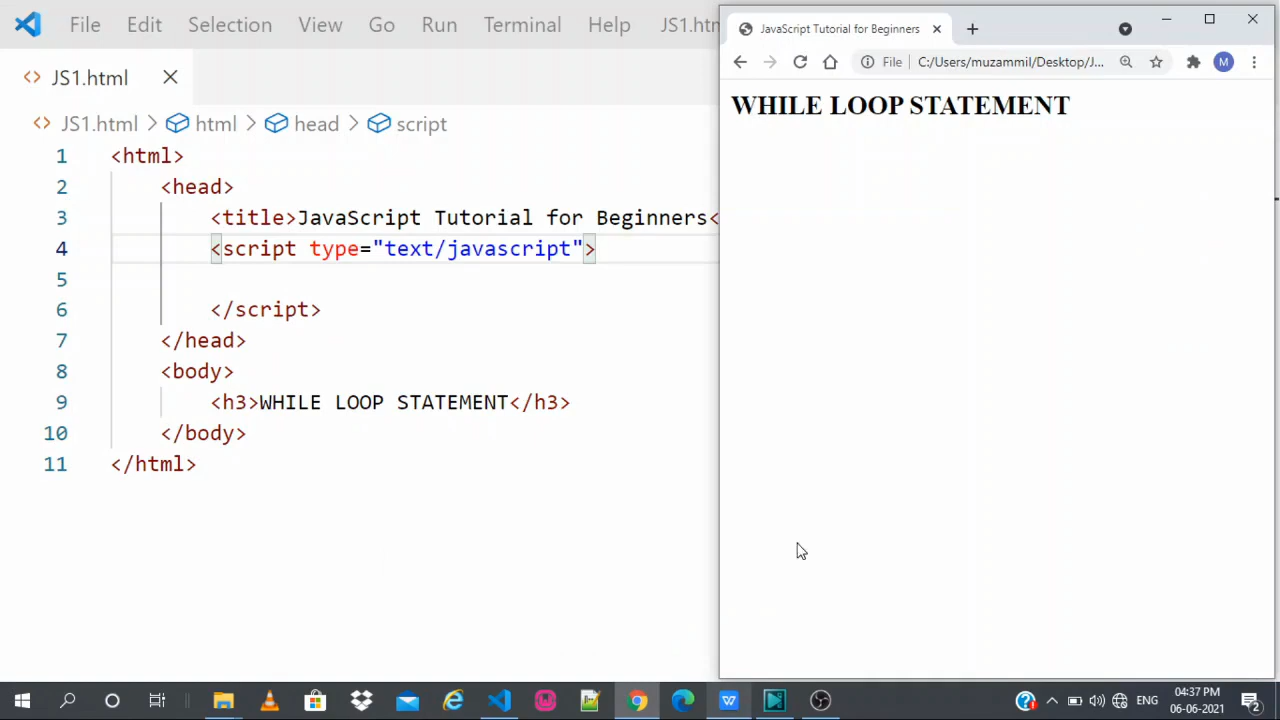 File Edit Selection View Go Run Terminal Help JS1.htm
JS1.html
JS1.html > html > head > script
1 <html>
2 <head>
3 <title>JavaScript Tutorial for Beginners<
4 <script type="text/javascript">
5
6 </script>
7 </head>
8 <body>
9 <h3>WHILE LOOP STATEMENT</h3>
10 </body>
11 </html>
JavaScript Tutorial for Beginners
File | C:/Users/muzammil/Desktop/J... M
WHILE LOOP STATEMENT
ENG
04:37 PM
06-06-2021
2